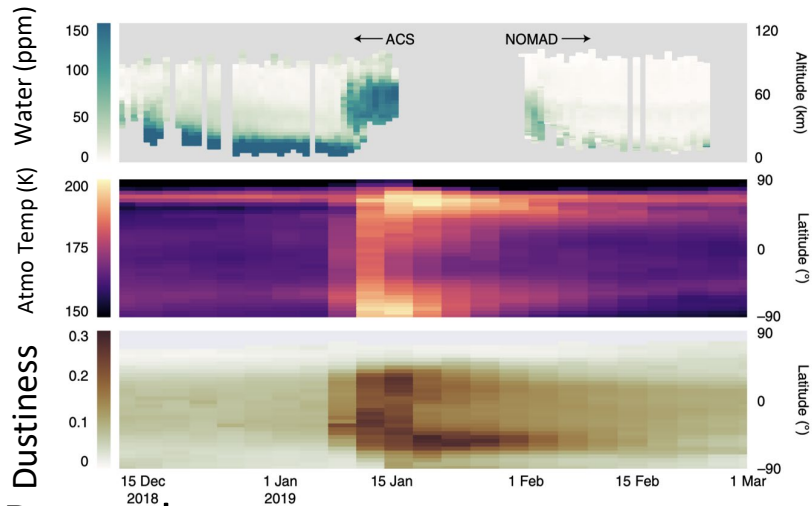 Water (ppm)
150
100
50
0
← ACS
NOMAD →
120
60
0
Altitude (km)
Atmo Temp (K)
200
175
150
90
0
−90
Latitude (°)
Dustiness
0.3
0.2
0.1
0
90
0
−90
Latitude (°)
15 Dec
2018
1 Jan
2019
15 Jan
1 Feb
15 Feb
1 Mar